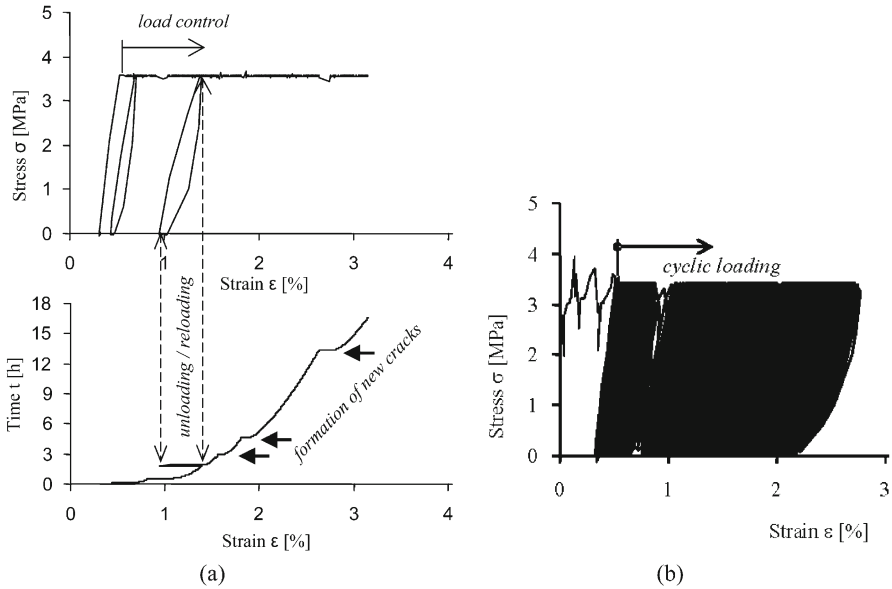 load control
5
4
3
2
1
0
Stress σ [MPa]
0 1 2 3 4
Strain ε [%]
18
15
12
9
6
3
0
Time t [h]
unloading / reloading
formation of new cracks
0 1 2 3 4
Strain ε [%]
(a)
5
4
3
2
1
0
Stress σ [MPa]
cyclic loading
0 1 2 3
Strain ε [%]
(b)